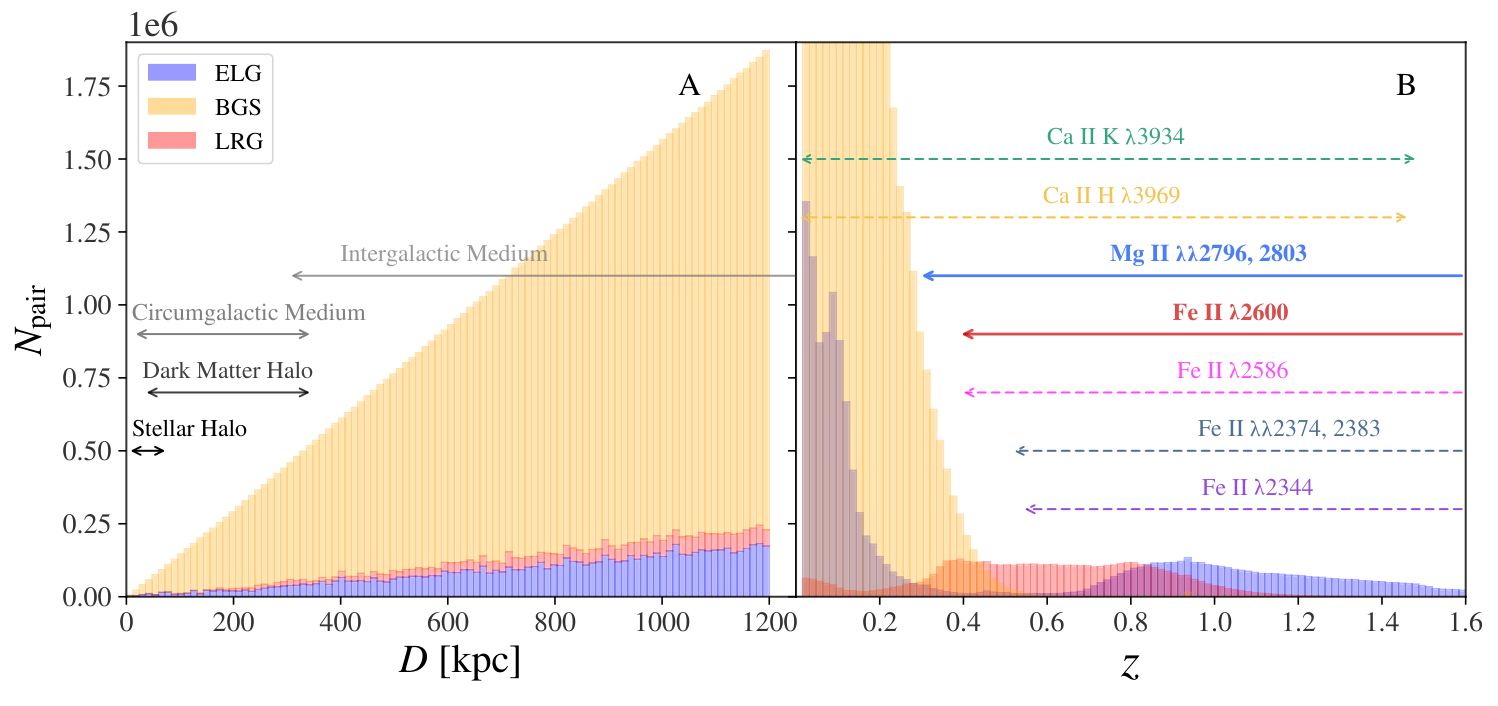 1e6
ELG
BGS
LRG
A
B
1.75
1.50
1.25
1.00
0.75
0.50
0.25
0.00
N_pair
Intergalactic Medium
Circumgalactic Medium
Dark Matter Halo
Stellar Halo
0
200
400
600
800
1000
1200
D [kpc]
Ca II K λ3934
Ca II H λ3969
Mg II λλ2796, 2803
Fe II λ2600
Fe II λ2586
Fe II λλ2374, 2383
Fe II λ2344
0.2
0.4
0.6
0.8
1.0
1.2
1.4
1.6
z